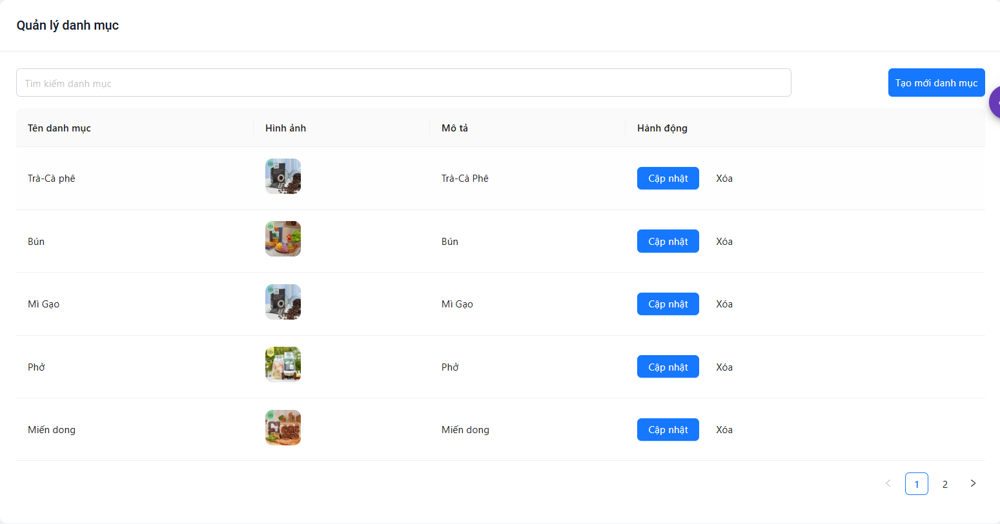 Quản lý danh mục
Tìm kiếm danh mục
Tạo mới danh mục
Tên danh mục Hình ảnh Mô tả Hành động
Trà-Cà phê Trà-Cà Phê Cập nhật Xóa
Bún Bún Cập nhật Xóa
Mì Gạo Mì Gạo Cập nhật Xóa
Phở Phở Cập nhật Xóa
Miến dong Miến dong Cập nhật Xóa
1 2